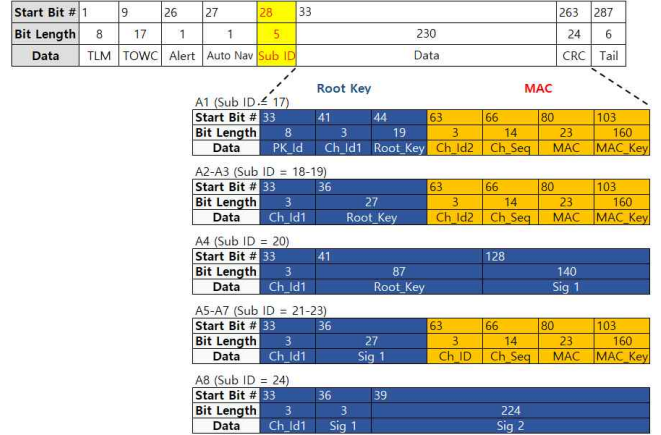 Start Bit # 1 9 26 27 28 33 263 287
Bit Length 8 17 1 1 5 230 24 6
Data TLM TOWC Alert Auto Nav Sub ID Data CRC Tail
Root Key MAC
A1 (Sub ID = 17)
Start Bit # 33 41 44 63 66 80 103
Bit Length 8 3 19 3 14 23 160
Data PK_Id Ch_Id1 Root_Key Ch_Id2 Ch_Seq MAC MAC_Key
A2-A3 (Sub ID = 18-19)
Start Bit # 33 36 63 66 80 103
Bit Length 3 27 3 14 23 160
Data Ch_Id1 Root_Key Ch_Id2 Ch_Seq MAC MAC_Key
A4 (Sub ID = 20)
Start Bit # 33 41 128
Bit Length 3 87 140
Data Ch_Id1 Root_Key Sig 1
A5-A7 (Sub ID = 21-23)
Start Bit # 33 36 63 66 80 103
Bit Length 3 27 3 14 23 160
Data Ch_Id1 Sig 1 Ch_ID Ch_Seq MAC MAC_Key
A8 (Sub ID = 24)
Start Bit # 33 36 39
Bit Length 3 3 224
Data Ch_Id1 Sig 1 Sig 2